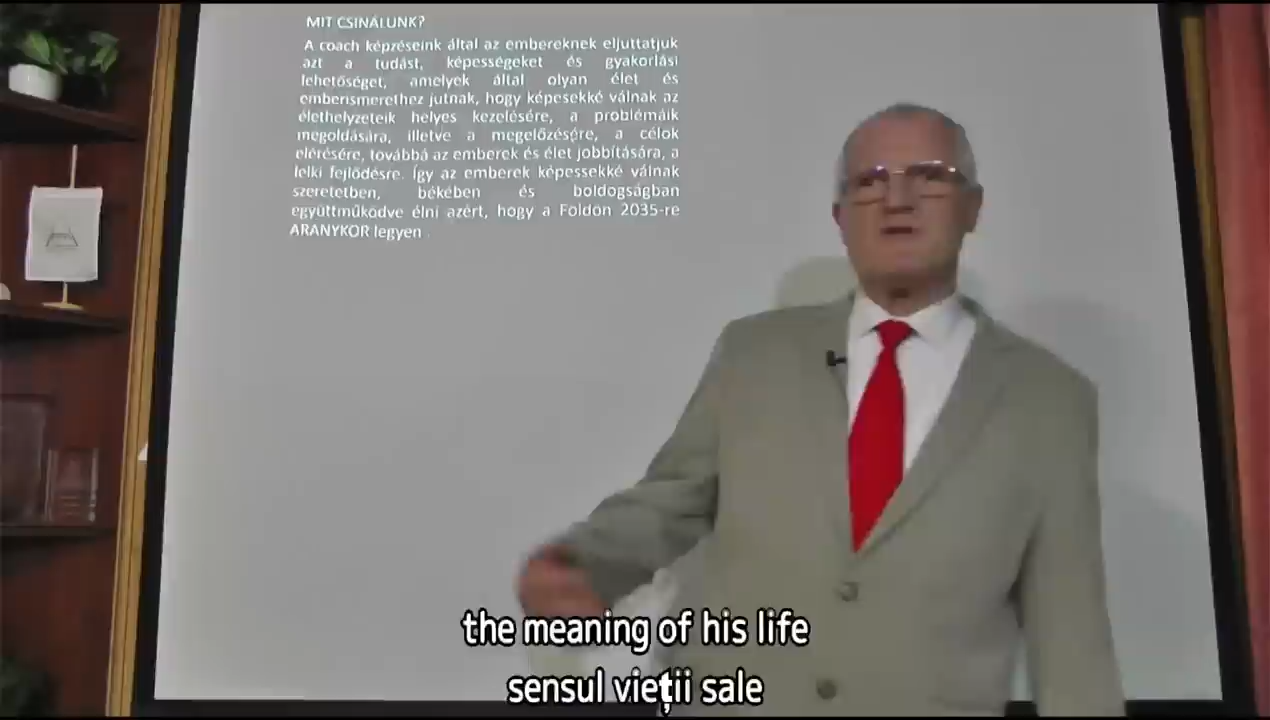 MIT CSINÁLUNK?
A coach képzéseink által az embereknek eljuttatjuk
azt a tudást, képességeket és gyakorlási
lehetőséget, amelyek által olyan élet és
emberismerethez jutnak, hogy képesekké válnak az
élethelyzeteik helyes kezelésére, a problémáik
megoldására, illetve a megelőzésére, a célok
elérésére, továbbá az emberek és élet jobbítására, a
lelki fejlődésre. Így az emberek képessekké válnak
szeretetben, békében és boldogságban
együttműködve élni azért, hogy a Földön 2035-re
ARANYKOR legyen .
the meaning of his life
sensul vieții sale